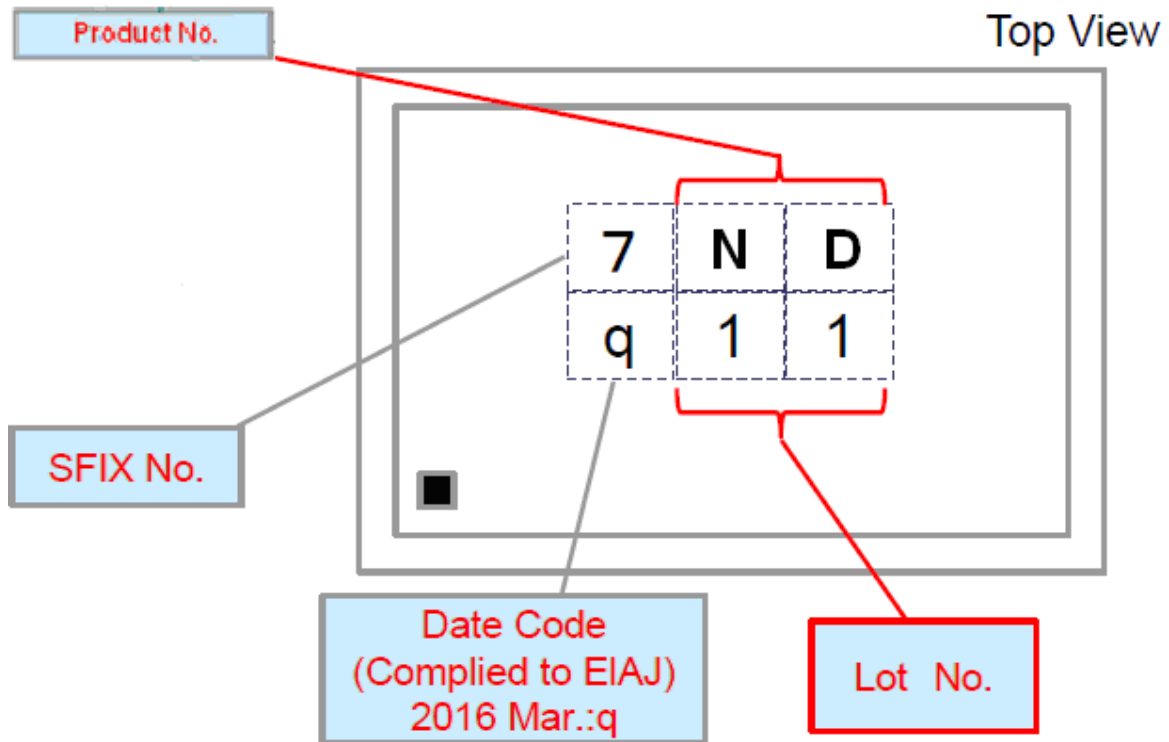 Product No.
Top View
7 N D
q 1 1
SFIX No.
Date Code
(Complied to EIAJ)
2016 Mar.:q
Lot No.